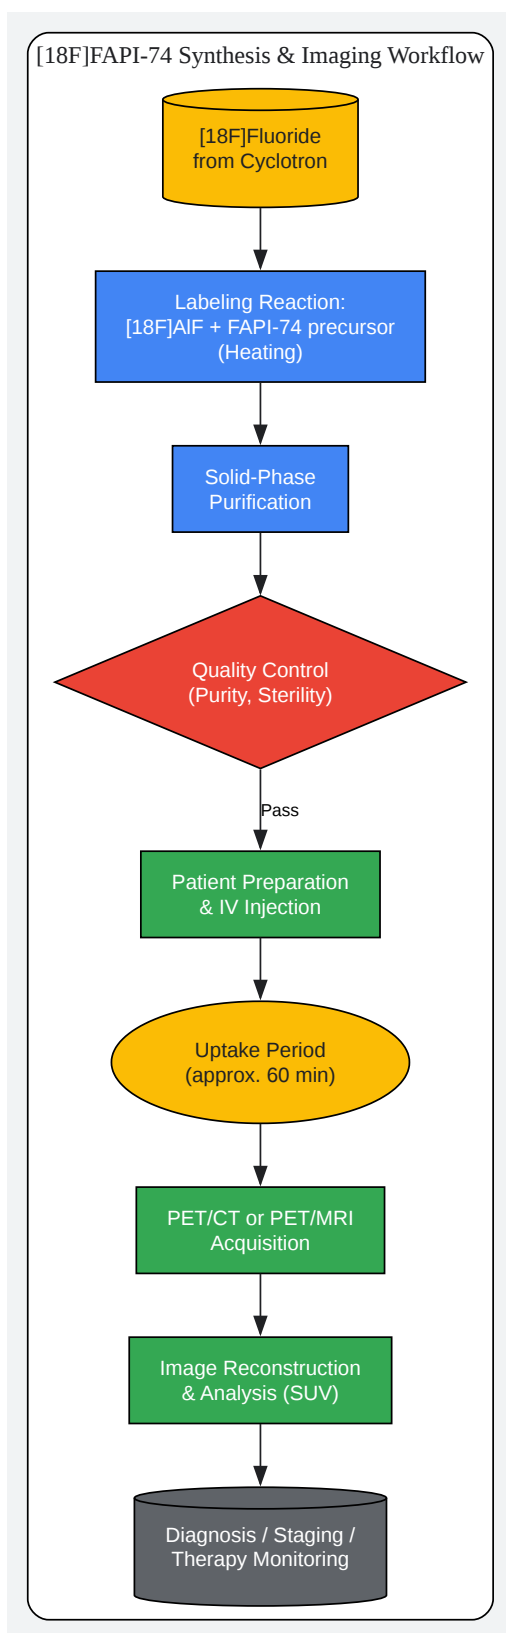 [18F]FAPI-74 Synthesis & Imaging Workflow
[18F]Fluoride
from Cyclotron
Labeling Reaction:
[18F]AlF + FAPI-74 precursor
(Heating)
Solid-Phase
Purification
Quality Control
(Purity, Sterility)
Pass
Patient Preparation
& IV Injection
Uptake Period
(approx. 60 min)
PET/CT or PET/MRI
Acquisition
Image Reconstruction
& Analysis (SUV)
Diagnosis / Staging /
Therapy Monitoring